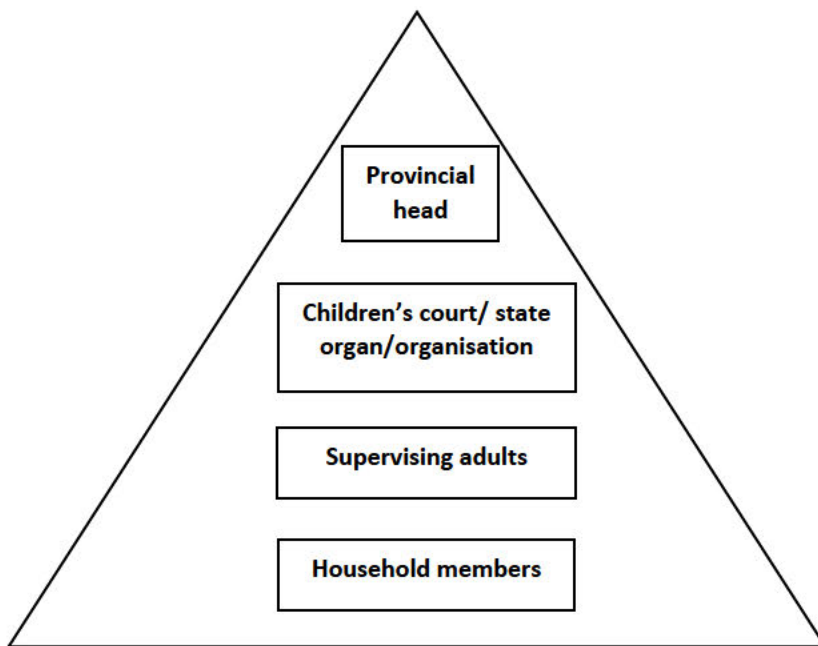 Provincial
head
Children’s court/ state
organ/organisation
Supervising adults
Household members